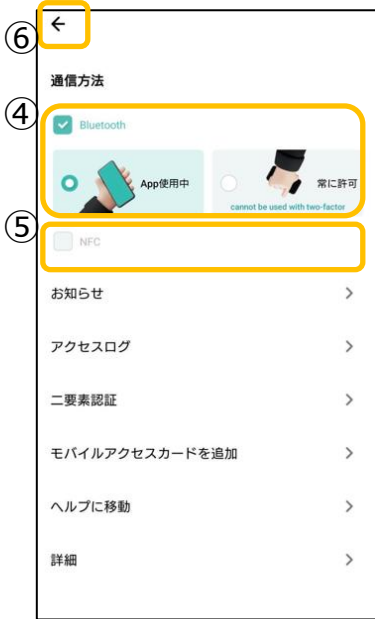 ⑥
←
通信方法
④
Bluetooth
App使用中
常に許可
cannot be used with two-factor
⑤
NFC
お知らせ
アクセスログ
二要素認証
モバイルアクセスカードを追加
ヘルプに移動
詳細